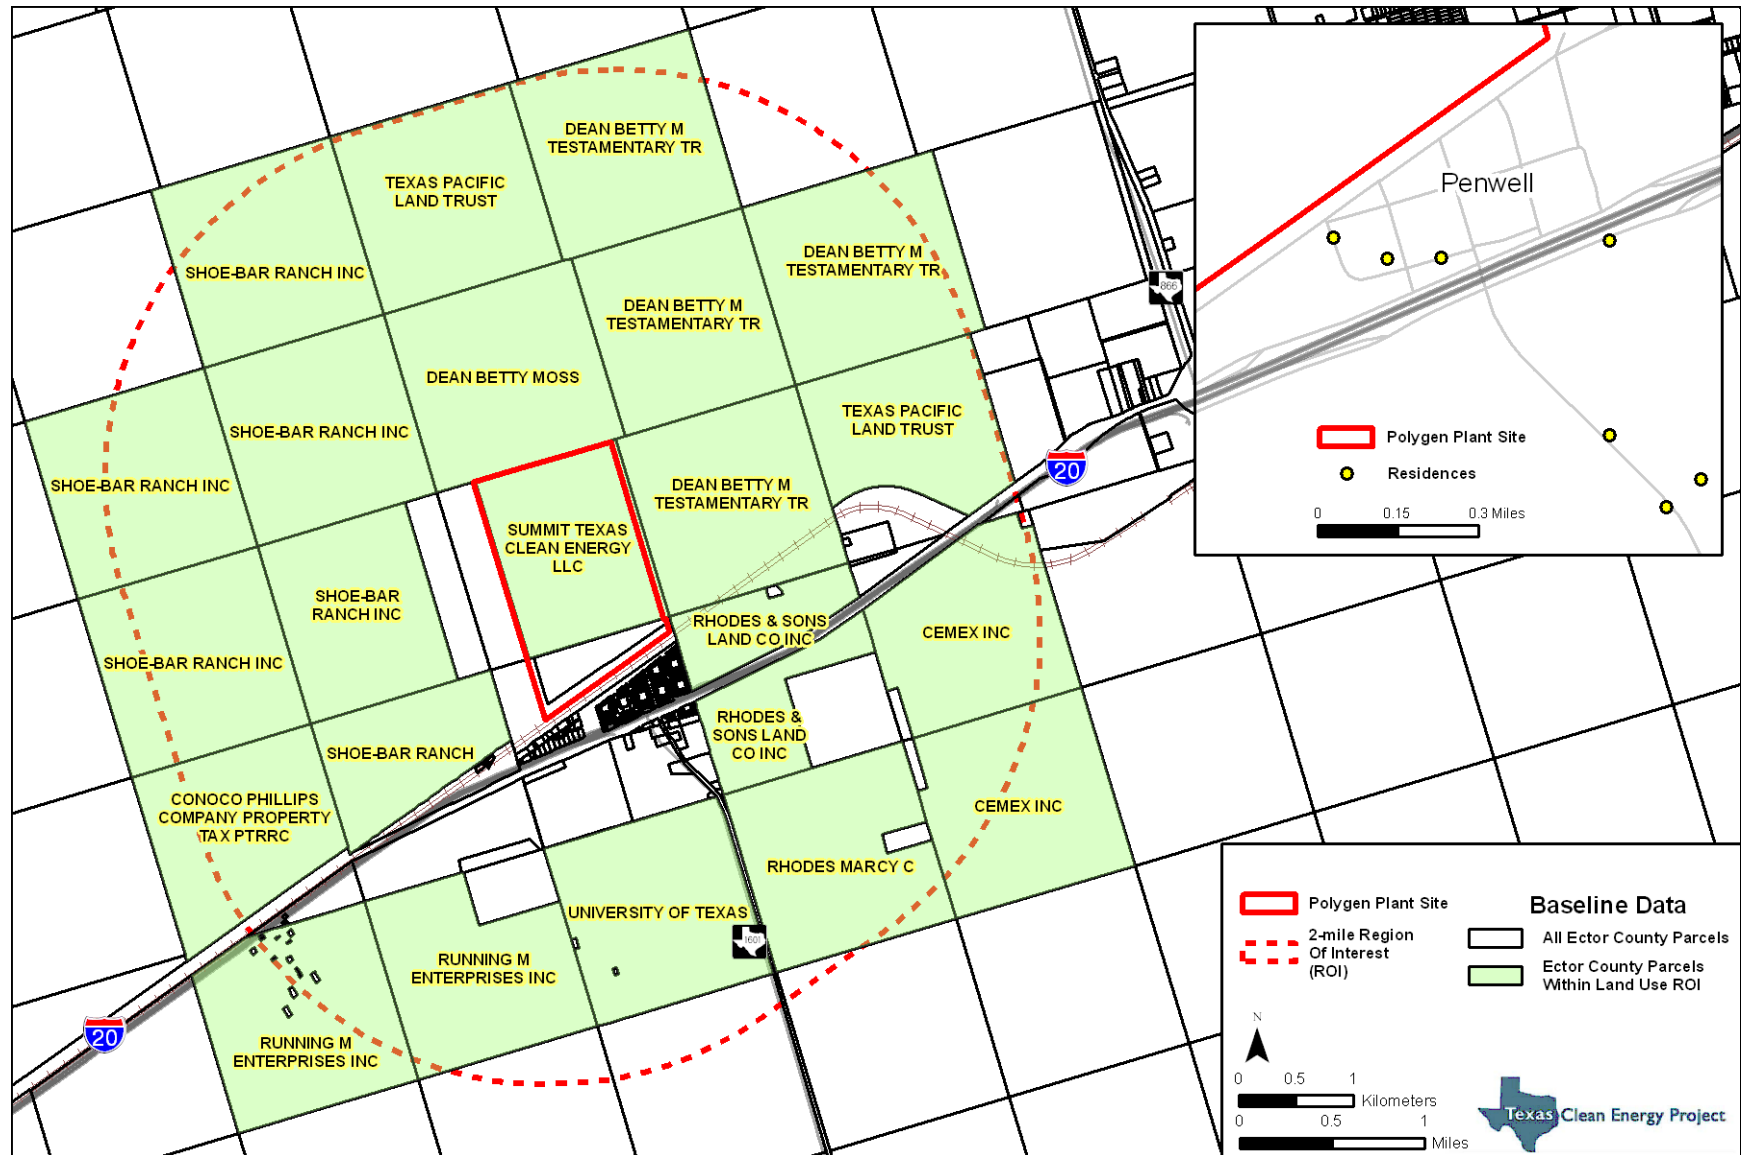 DEAN BETTY M
TESTAMENTARY TR
TEXAS PACIFIC
LAND TRUST
SHOE-BAR RANCH INC
DEAN BETTY M
TESTAMENTARY TR
DEAN BETTY M
TESTAMENTARY TR
DEAN BETTY MOSS
SHOE-BAR RANCH INC
TEXAS PACIFIC
LAND TRUST
SHOE-BAR RANCH INC
DEAN BETTY M
TESTAMENTARY TR
SUMMIT TEXAS
CLEAN ENERGY
LLC
SHOE-BAR
RANCH INC
RHODES & SONS
LAND CO INC
CEMEX INC
SHOE-BAR RANCH INC
RHODES &
SONS LAND
CO INC
SHOE-BAR RANCH
CONOCO PHILLIPS
COMPANY PROPERTY
TAX PTRRC
CEMEX INC
RHODES MARCY C
UNIVERSITY OF TEXAS
RUNNING M
ENTERPRISES INC
RUNNING M
ENTERPRISES INC
866
20
1601
20
Penwell
Polygen Plant Site
Residences
0 0.15 0.3 Miles
Polygen Plant Site
2-mile Region
Of Interest
(ROI)
Baseline Data
All Ector County Parcels
Ector County Parcels
Within Land Use ROI
N
0 0.5 1
Kilometers
0 0.5 1
Miles
Texas Clean Energy Project